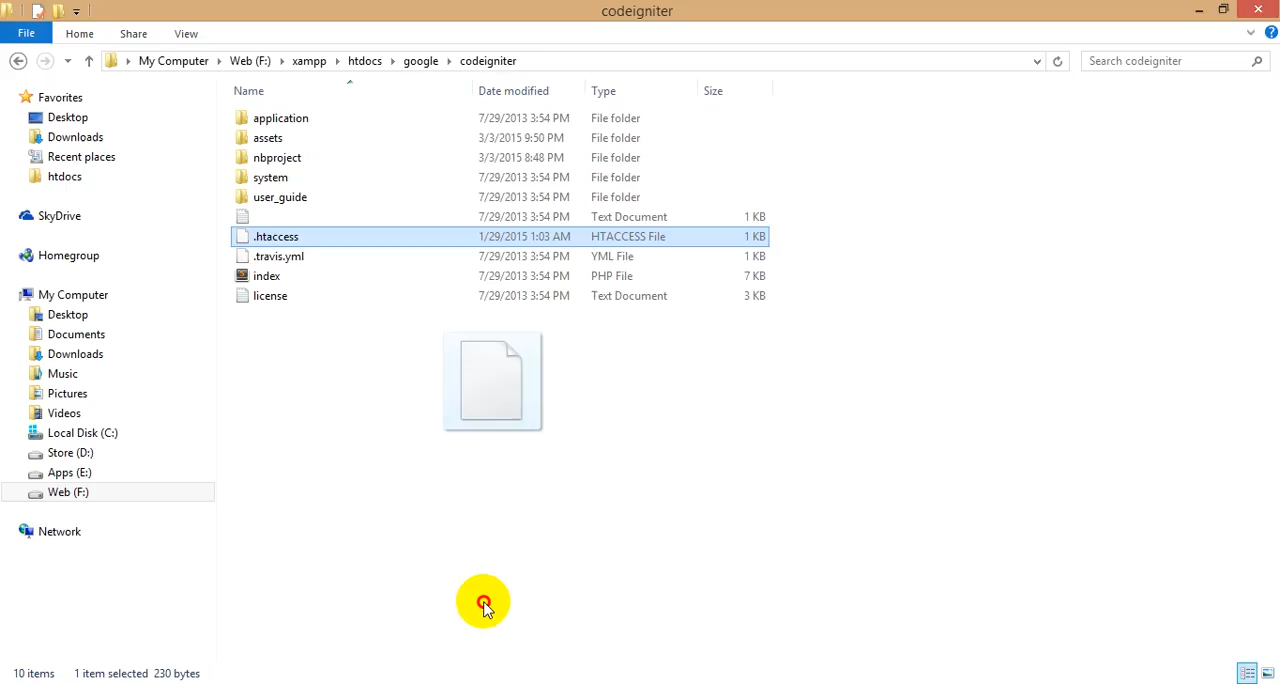 codeigniter
File Home Share View
My Computer Web (F:) xampp htdocs google codeigniter Search codeigniter
Name Date modified Type Size
Favorites
Desktop
Downloads
Recent places
htdocs
SkyDrive
Homegroup
My Computer
Desktop
Documents
Downloads
Music
Pictures
Videos
Local Disk (C:)
Store (D:)
Apps (E:)
Web (F:)
Network
application 7/29/2013 3:54 PM File folder
assets 3/3/2015 9:50 PM File folder
nbproject 3/3/2015 8:48 PM File folder
system 7/29/2013 3:54 PM File folder
user_guide 7/29/2013 3:54 PM File folder
7/29/2013 3:54 PM Text Document 1 KB
.htaccess 1/29/2015 1:03 AM HTACCESS File 1 KB
.travis.yml 7/29/2013 3:54 PM YML File 1 KB
index 7/29/2013 3:54 PM PHP File 7 KB
license 7/29/2013 3:54 PM Text Document 3 KB
10 items 1 item selected 230 bytes